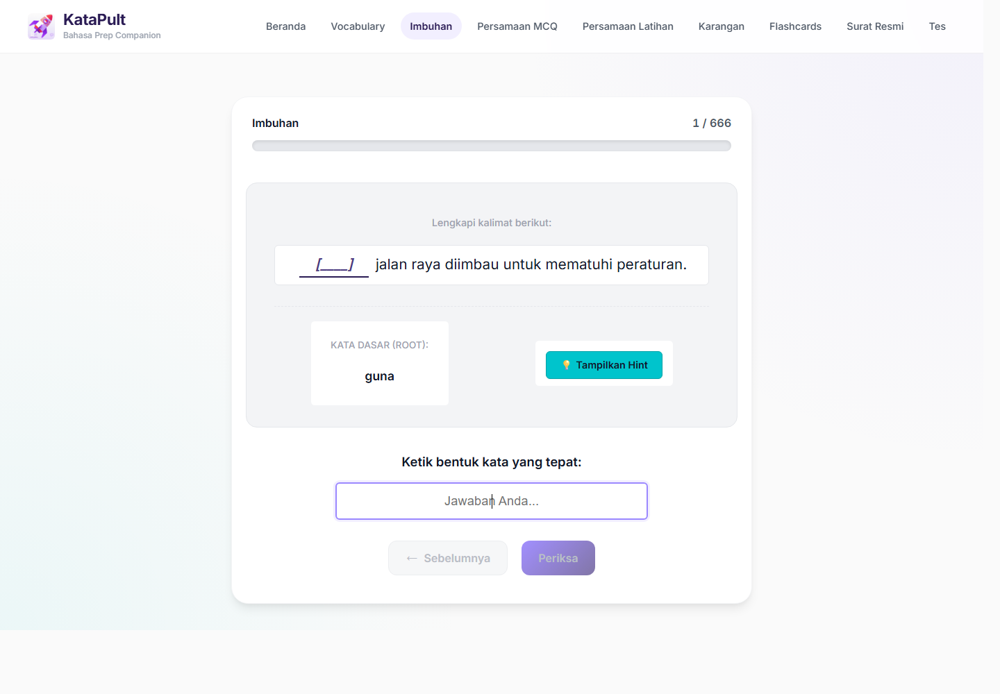 KataPult
Bahasa Prep Companion
Beranda
Vocabulary
Imbuhan
Persamaan MCQ
Persamaan Latihan
Karangan
Flashcards
Surat Resmi
Tes
Imbuhan
1 / 666
Lengkapi kalimat berikut:
[____] jalan raya diimbau untuk mematuhi peraturan.
KATA DASAR (ROOT):
guna
💡 Tampilkan Hint
Ketik bentuk kata yang tepat:
Jawaban Anda...
← Sebelumnya
Periksa